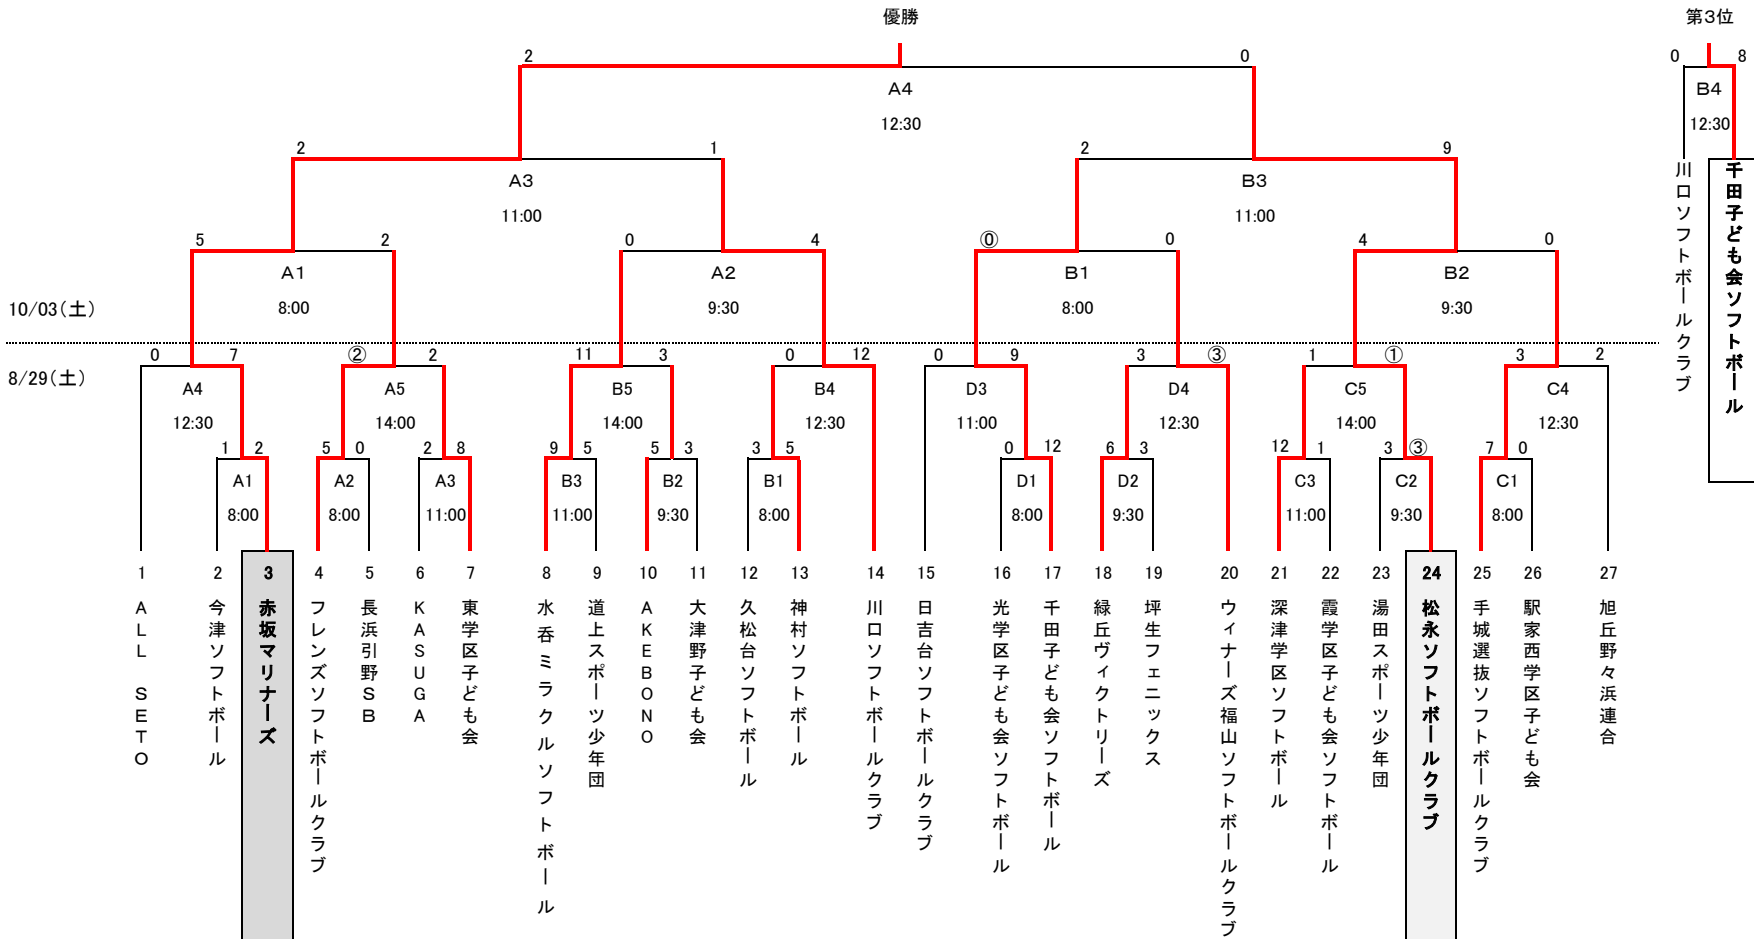 優勝
第3位
2 0
0 8
A4
B4
12:30
12:30
2 1 2 9
A3 B3
11:00 11:00
川口ソフトボールクラブ
千田子ども会ソフトボール
5 2 0 4 ⓪ 0 4 0
A1 A2 B1 B2
8:00 9:30 8:00 9:30
10/03(土)
8/29(土)
0 7 ② 2 11 3 0 12 0 9 3 ③ 1 ① 3 2
A4 A5 B5 B4 D3 D4 C5 C4
12:30 14:00 14:00 12:30 11:00 12:30 14:00 12:30
1 2 5 0 2 8 9 5 5 3 3 5 0 12 6 3 12 1 3 ③ 7 0
A1 A2 A3 B3 B2 B1 D1 D2 C3 C2 C1
8:00 8:00 11:00 11:00 9:30 8:00 8:00 9:30 11:00 9:30 8:00
1 2 3 4 5 6 7 8 9 10 11 12 13 14 15 16 17 18 19 20 21 22 23 24 25 26 27
ALL SETO
今津ソフトボール
赤坂マリナーズ
フレンズソフトボールクラブ
長浜引野SB
KASUGA
東学区子ども会
水呑ミラクルソフトボール
道上スポーツ少年団
AKEBONO
大津野子ども会
久松台ソフトボール
神村ソフトボール
川口ソフトボールクラブ
日吉台ソフトボールクラブ
光学区子ども会ソフトボール
千田子ども会ソフトボール
緑丘ヴィクトリーズ
坪生フェニックス
ウィナーズ福山ソフトボールクラブ
深津学区ソフトボール
霞学区子ども会ソフトボール
湯田スポーツ少年団
松永ソフトボールクラブ
手城選抜ソフトボールクラブ
駅家西学区子ども会
旭丘野々浜連合